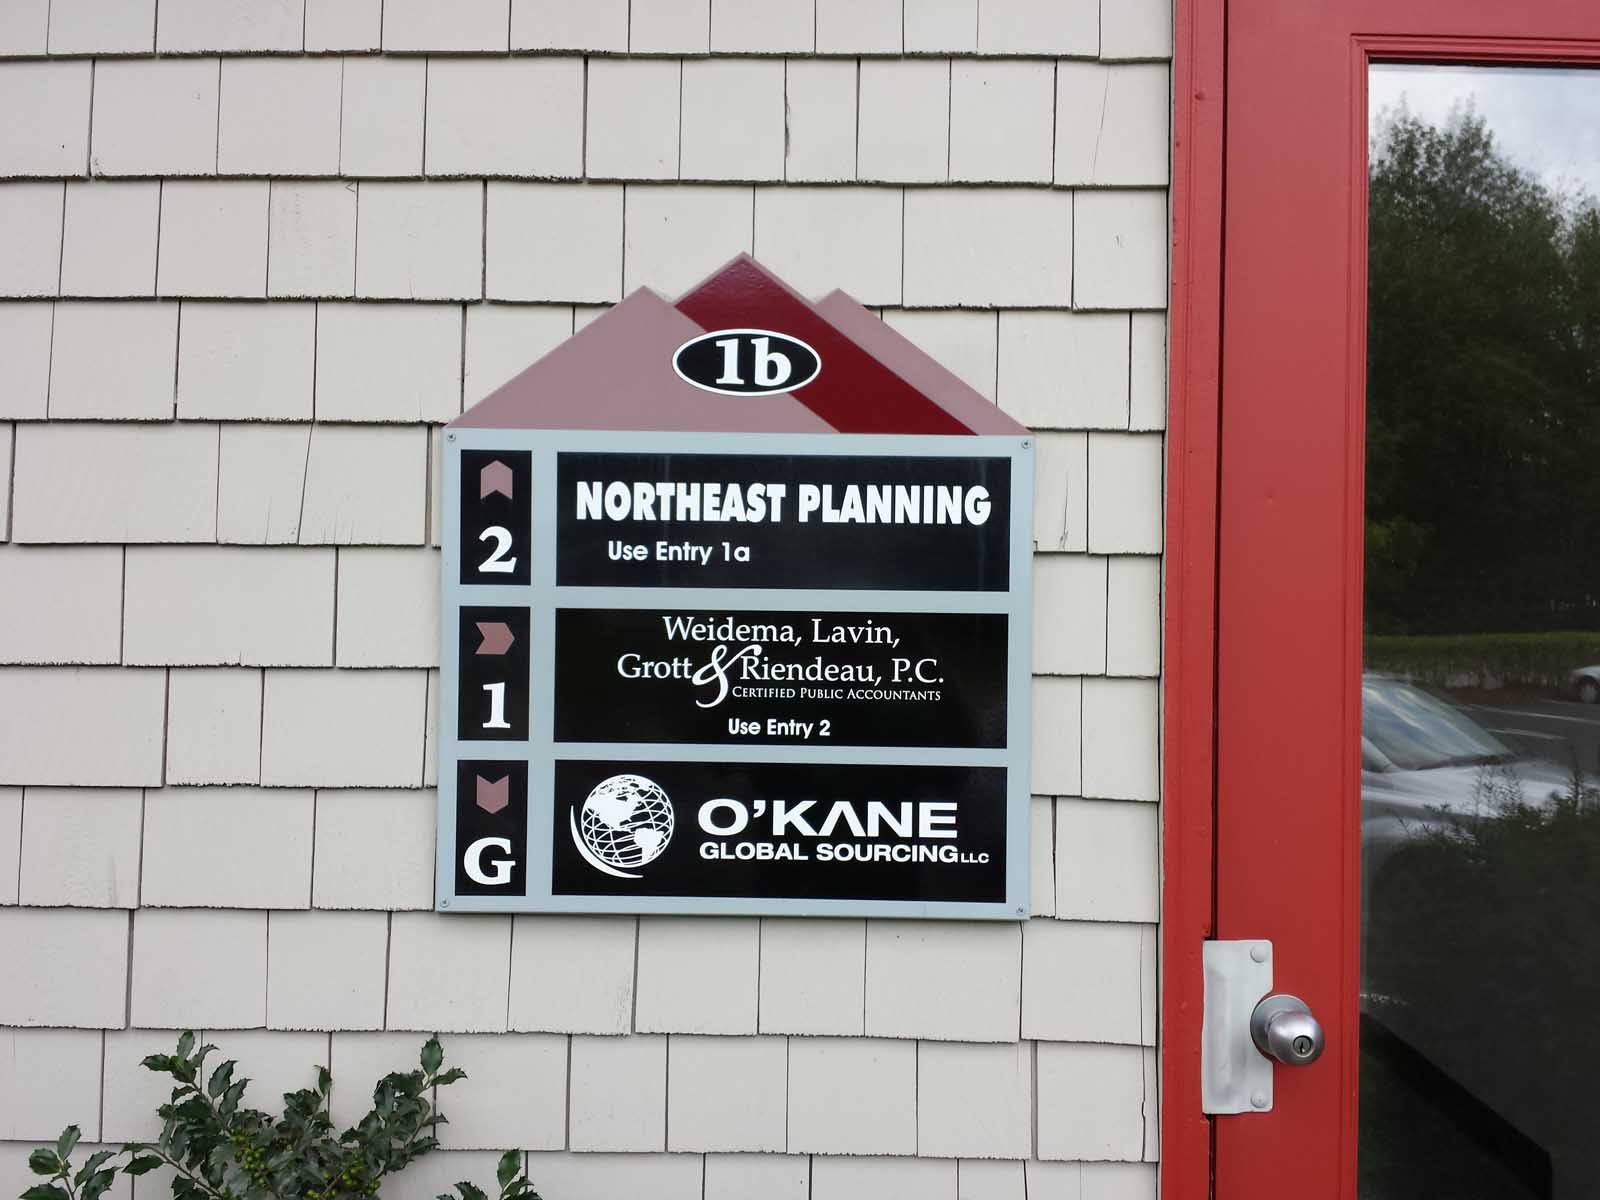 1b
2
NORTHEAST PLANNING
Use Entry 1a
1
Weidema, Lavin,
Grott & Riendeau, P.C.
CERTIFIED PUBLIC ACCOUNTANTS
Use Entry 2
G
O'KANE
GLOBAL SOURCING LLC